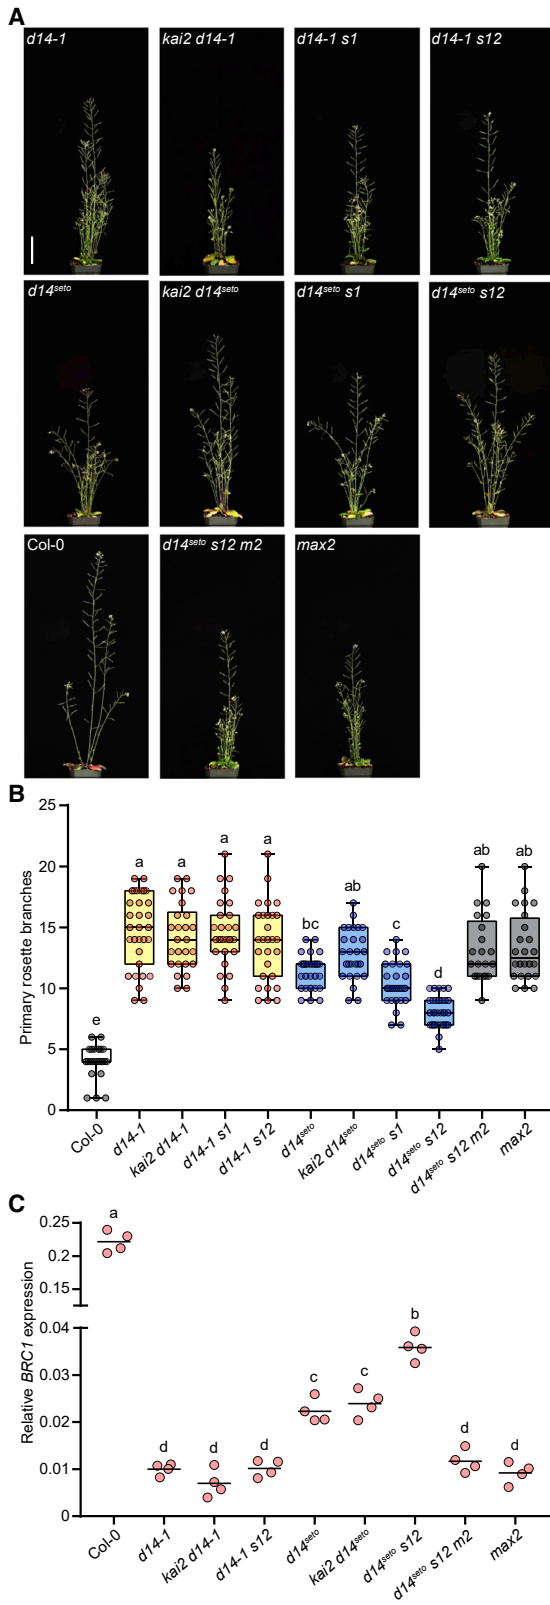 A
d14-1
kai2 d14-1
d14-1 s1
d14-1 s12
d14seto
kai2 d14seto
d14seto s1
d14seto s12
Col-0
d14seto s12 m2
max2
B
Primary rosette branches
25
20
15
10
5
0
e
a
a
a
a
bc
ab
c
d
ab
ab
Col-0
d14-1
kai2 d14-1
d14-1 s1
d14-1 s12
d14seto
kai2 d14seto
d14seto s1
d14seto s12
d14seto s12 m2
max2
C
Relative BRC1 expression
0.25
0.2
0.15
0.04
0.03
0.02
0.01
0
a
d
d
d
c
c
b
d
d
Col-0
d14-1
kai2 d14-1
d14-1 s12
d14seto
kai2 d14seto
d14seto s12
d14seto s12 m2
max2